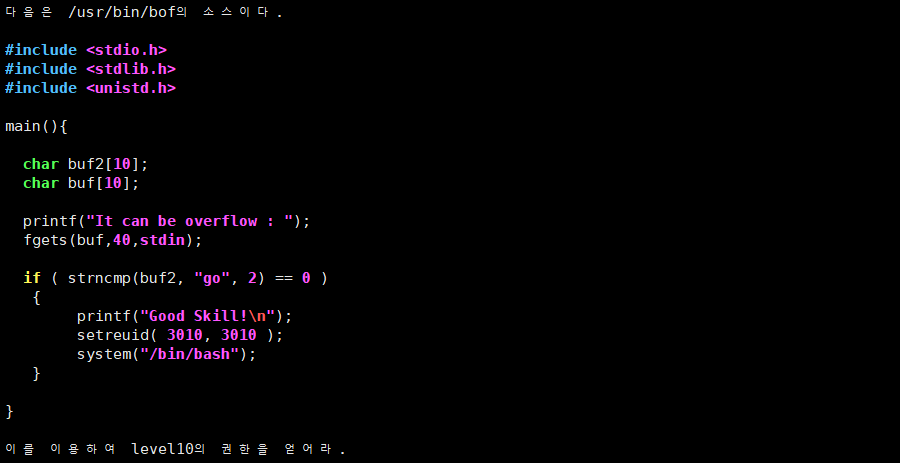 다음은 /usr/bin/bof의 소스이다.
#include <stdio.h>
#include <stdlib.h>
#include <unistd.h>
main(){
char buf2[10];
char buf[10];
printf("It can be overflow : ");
fgets(buf,40,stdin);
if ( strncmp(buf2, "go", 2) == 0 )
{
printf("Good Skill!\n");
setreuid( 3010, 3010 );
system("/bin/bash");
}
}
이를 이용하여 level10의 권한을 얻어라.